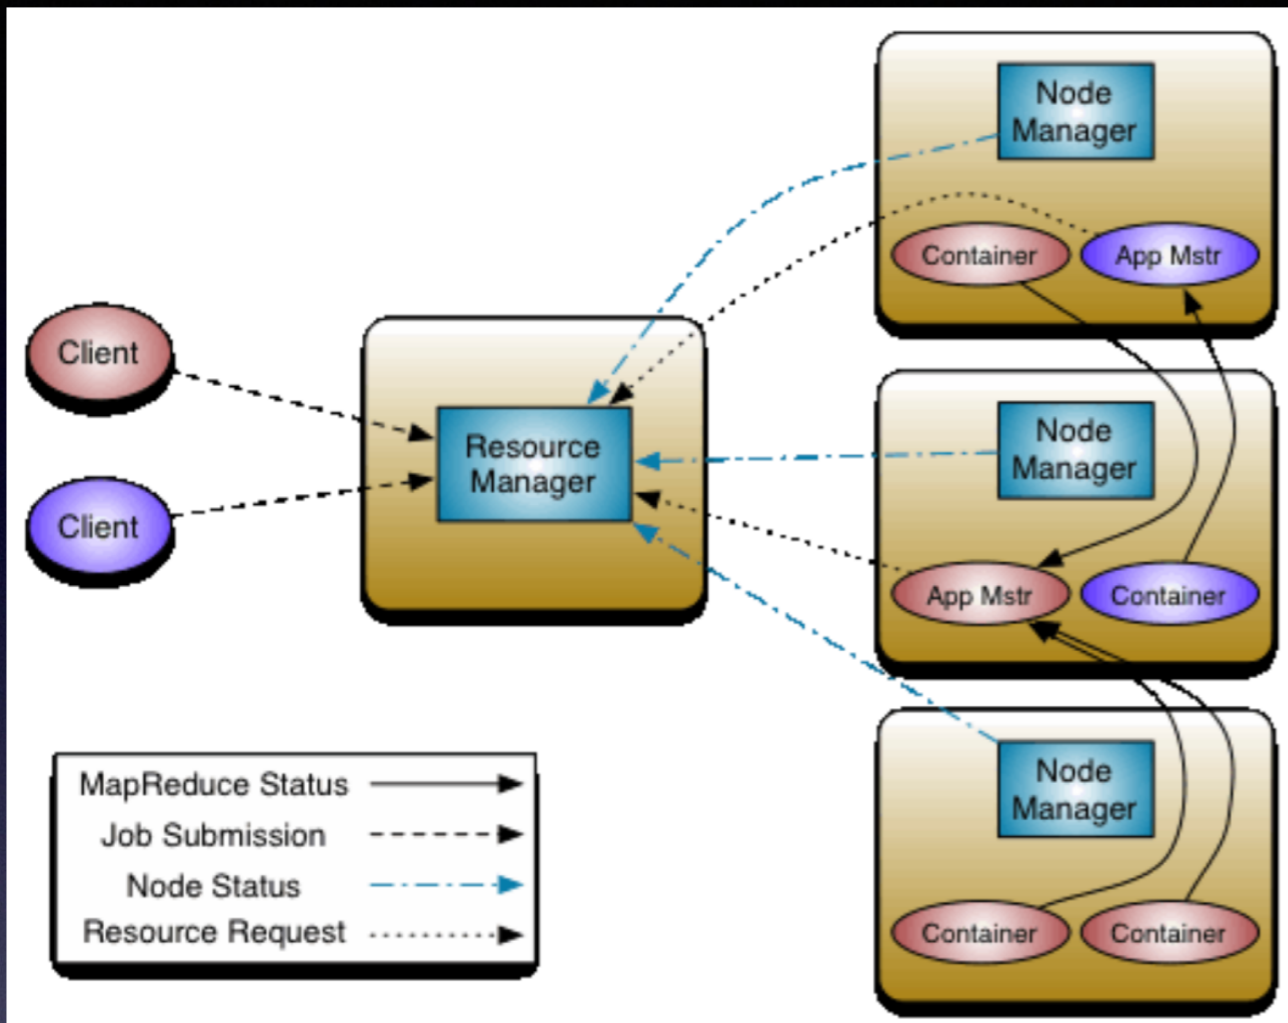 Node
Manager
Container
App Mstr
Client
Client
Resource
Manager
Node
Manager
App Mstr
Container
Node
Manager
Container
Container
MapReduce Status
Job Submission
Node Status
Resource Request